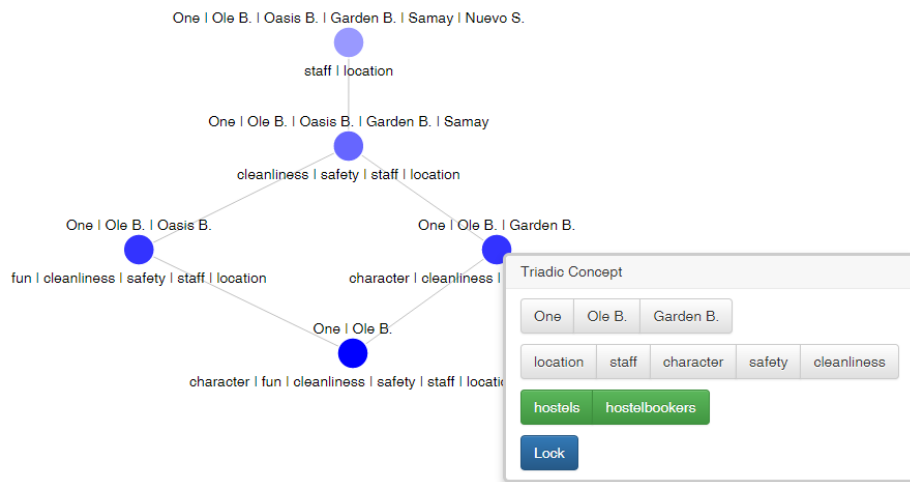 One | Ole B. | Oasis B. | Garden B. | Samay | Nuevo S.
staff | location
One | Ole B. | Oasis B. | Garden B. | Samay
cleanliness | safety | staff | location
One | Ole B. | Oasis B.
One | Ole B. | Garden B.
fun | cleanliness | safety | staff | location
character | cleanliness |
One | Ole B.
character | fun | cleanliness | safety | staff |
Triadic Concept
One Ole B. Garden B.
location staff character safety cleanliness
hostels hostelbookers
Lock